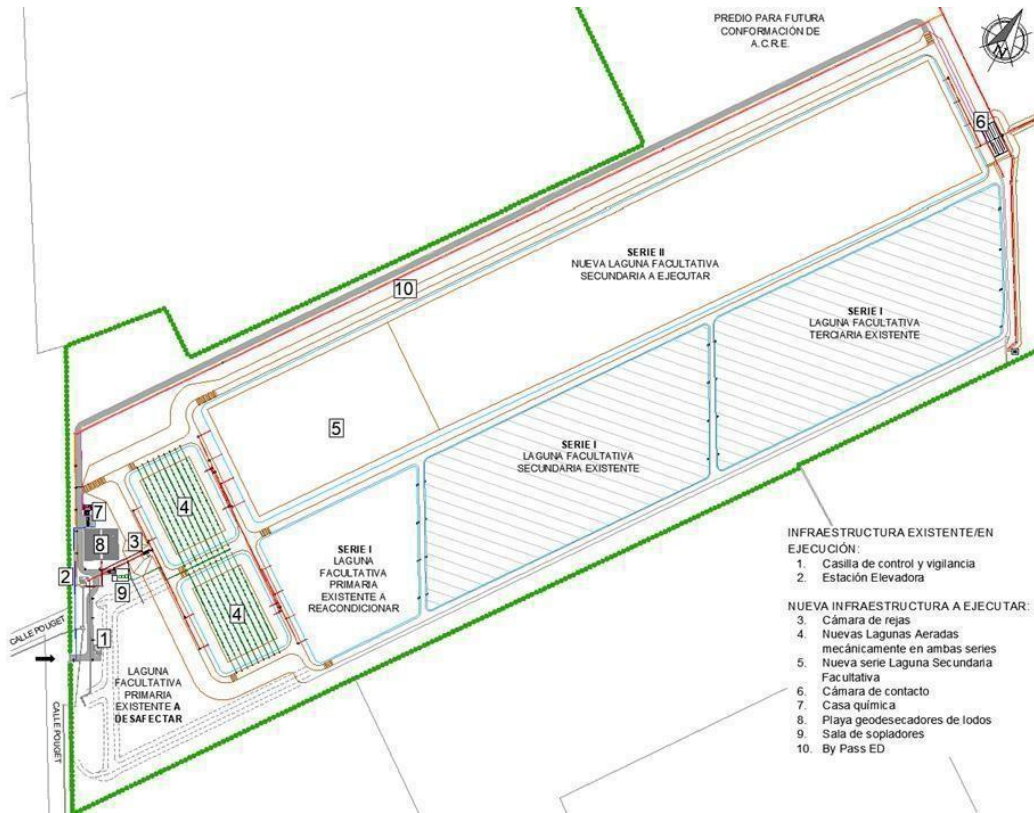 PREDIO PARA FUTURA
CONFORMACIÓN DE
A.C.R.E.
N
6
SERIE II
NUEVA LAGUNA FACULTATIVA
SECUNDARIA A EJECUTAR
10
SERIE I
LAGUNA FACULTATIVA
TERCIARIA EXISTENTE
5
SERIE I
LAGUNA FACULTATIVA
SECUNDARIA EXISTENTE
4
7
3
8
2
9
SERIE I
LAGUNA
FACULTATIVA
PRIMARIA
EXISTENTE A
REACONDICIONAR
4
1
CALLE POUGET
LAGUNA
FACULTATIVA
PRIMARIA
EXISTENTE A
DESAFECTAR
CALLE POUGET
INFRAESTRUCTURA EXISTENTE/EN
EJECUCIÓN:
1. Casilla de control y vigilancia
2. Estación Elevadora
NUEVA INFRAESTRUCTURA A EJECUTAR:
3. Cámara de rejas
4. Nuevas Lagunas Aeradas
mecánicamente en ambas series
5. Nueva serie Laguna Secundaria
Facultativa
6. Cámara de contacto
7. Casa química
8. Playa geodesecadores de lodos
9. Sala de sopladores
10. By Pass ED